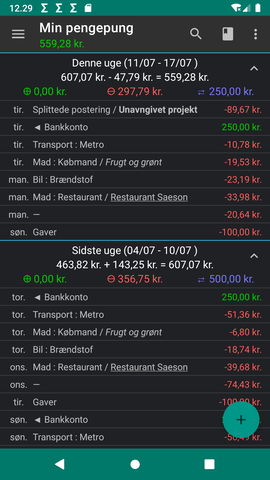 12.29
Min pengepung
559,28 kr.
Denne uge (11/07 - 17/07 )
607,07 kr. - 47,79 kr. = 559,28 kr.
0,00 kr. 297,79 kr. 250,00 kr.
tir. Splittede postering / Unavngivet projekt -89,67 kr.
tir. ◄ Bankkonto 250,00 kr.
tir. Transport : Metro -10,78 kr.
tir. Mad : Købmand / Frugt og grønt -19,53 kr.
man. Bil : Brændstof -23,19 kr.
man. Mad : Restaurant / Restaurant Saeson -33,98 kr.
man. — -20,64 kr.
søn. Gaver -100,00 kr.
Sidste uge (04/07 - 10/07 )
463,82 kr. + 143,25 kr. = 607,07 kr.
0,00 kr. 356,75 kr. 500,00 kr.
tor. ◄ Bankkonto 250,00 kr.
tor. Transport : Metro -51,36 kr.
tor. Mad : Købmand / Frugt og grønt -6,80 kr.
tor. Bil : Brændstof -18,74 kr.
ons. Mad : Restaurant / Restaurant Saeson -39,68 kr.
ons. — -74,43 kr.
tir. Gaver kr.
søn. ◄ Bankkonto
søn. Transport : Metro